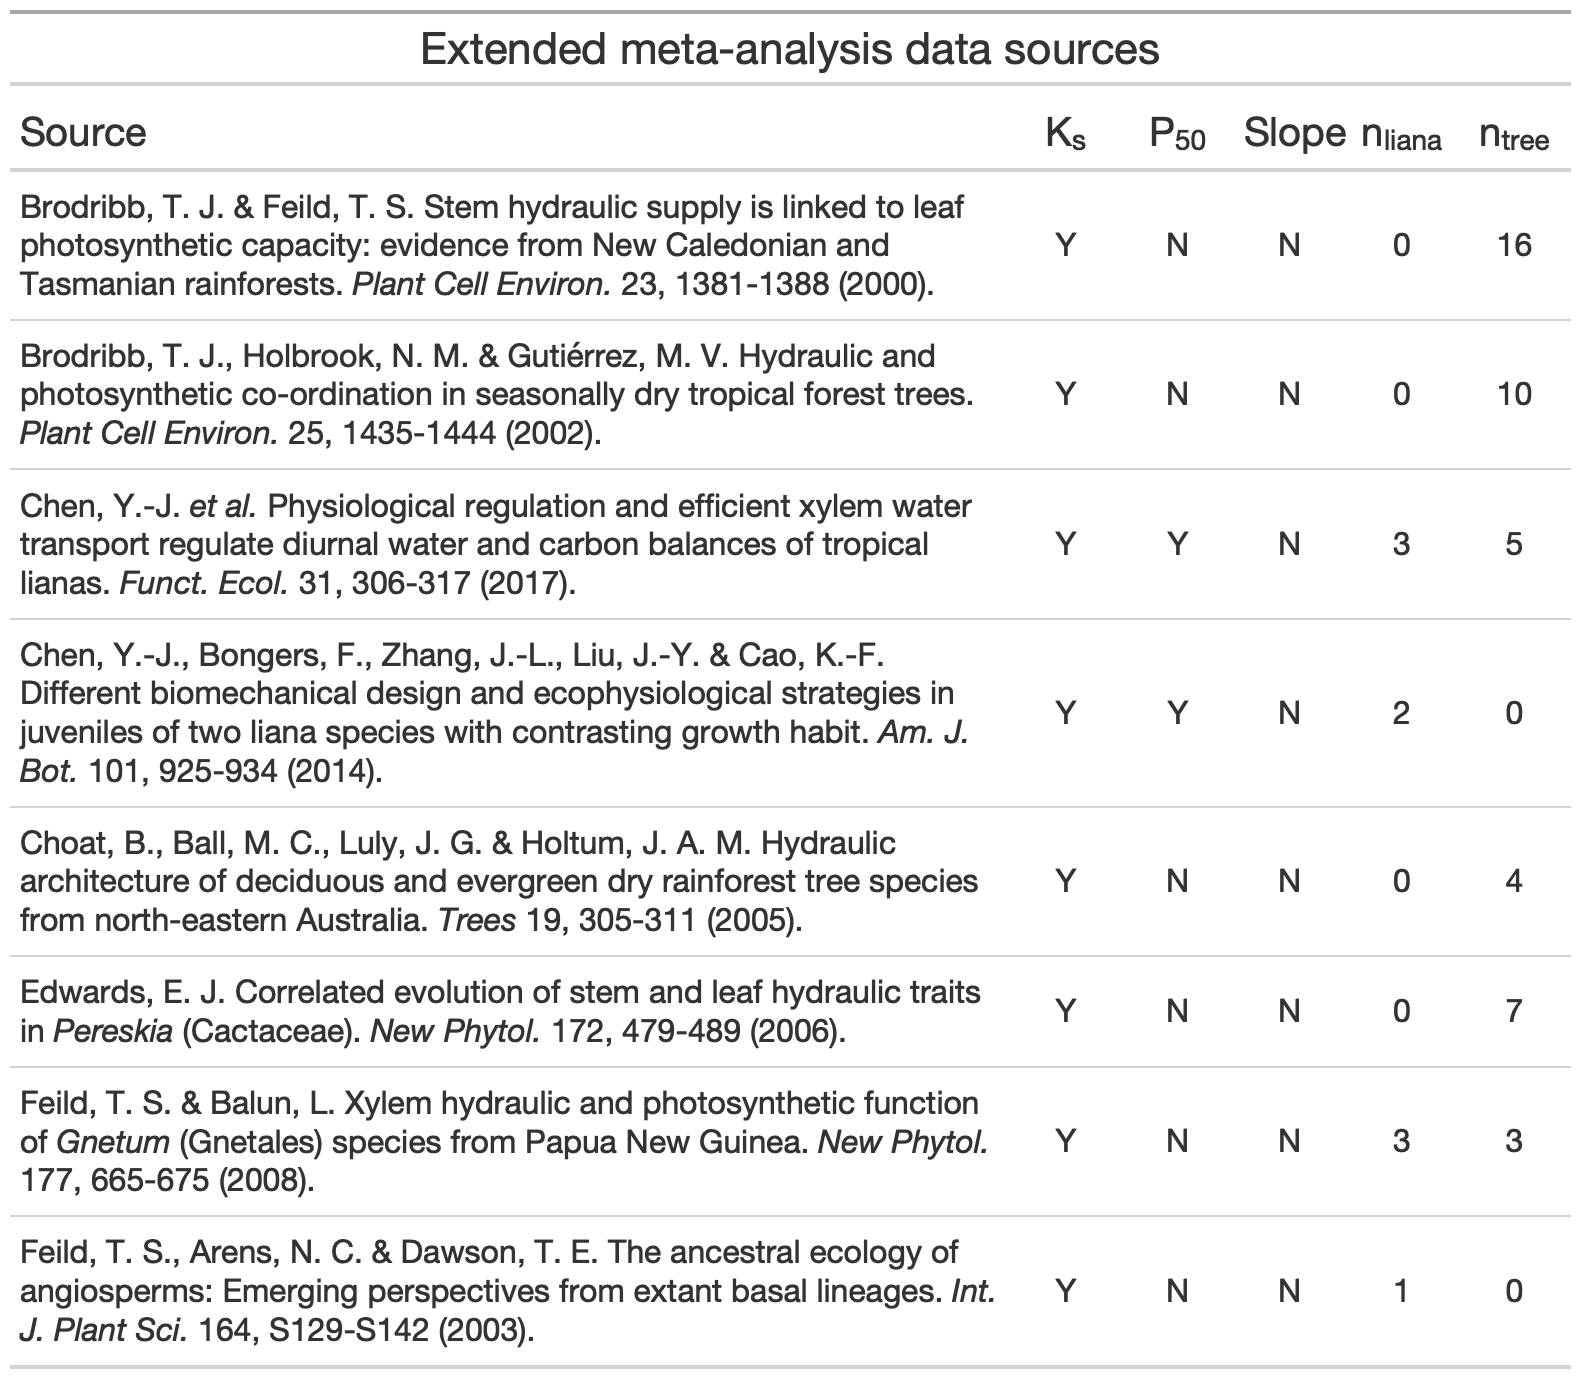 Extended meta-analysis data sources
Source Ks P50 Slope nliana ntree
Brodribb, T. J. & Feild, T. S. Stem hydraulic supply is linked to leaf
photosynthetic capacity: evidence from New Caledonian and Y N N 0 16
Tasmanian rainforests. Plant Cell Environ. 23, 1381-1388 (2000).
Brodribb, T. J., Holbrook, N. M. & Gutiérrez, M. V. Hydraulic and
photosynthetic co-ordination in seasonally dry tropical forest trees. Y N N 0 10
Plant Cell Environ. 25, 1435-1444 (2002).
Chen, Y.-J. et al. Physiological regulation and efficient xylem water
transport regulate diurnal water and carbon balances of tropical Y Y N 3 5
lianas. Funct. Ecol. 31, 306-317 (2017).
Chen, Y.-J., Bongers, F., Zhang, J.-L., Liu, J.-Y. & Cao, K.-F.
Different biomechanical design and ecophysiological strategies in
juveniles of two liana species with contrasting growth habit. Am. J. Y Y N 2 0
Bot. 101, 925-934 (2014).
Choat, B., Ball, M. C., Luly, J. G. & Holtum, J. A. M. Hydraulic
architecture of deciduous and evergreen dry rainforest tree species Y N N 0 4
from north-eastern Australia. Trees 19, 305-311 (2005).
Edwards, E. J. Correlated evolution of stem and leaf hydraulic traits
in Pereskia (Cactaceae). New Phytol. 172, 479-489 (2006). Y N N 0 7
Feild, T. S. & Balun, L. Xylem hydraulic and photosynthetic function
of Gnetum (Gnetales) species from Papua New Guinea. New Phytol. Y N N 3 3
177, 665-675 (2008).
Feild, T. S., Arens, N. C. & Dawson, T. E. The ancestral ecology of
angiosperms: Emerging perspectives from extant basal lineages. Int. Y N N 1 0
J. Plant Sci. 164, S129-S142 (2003).